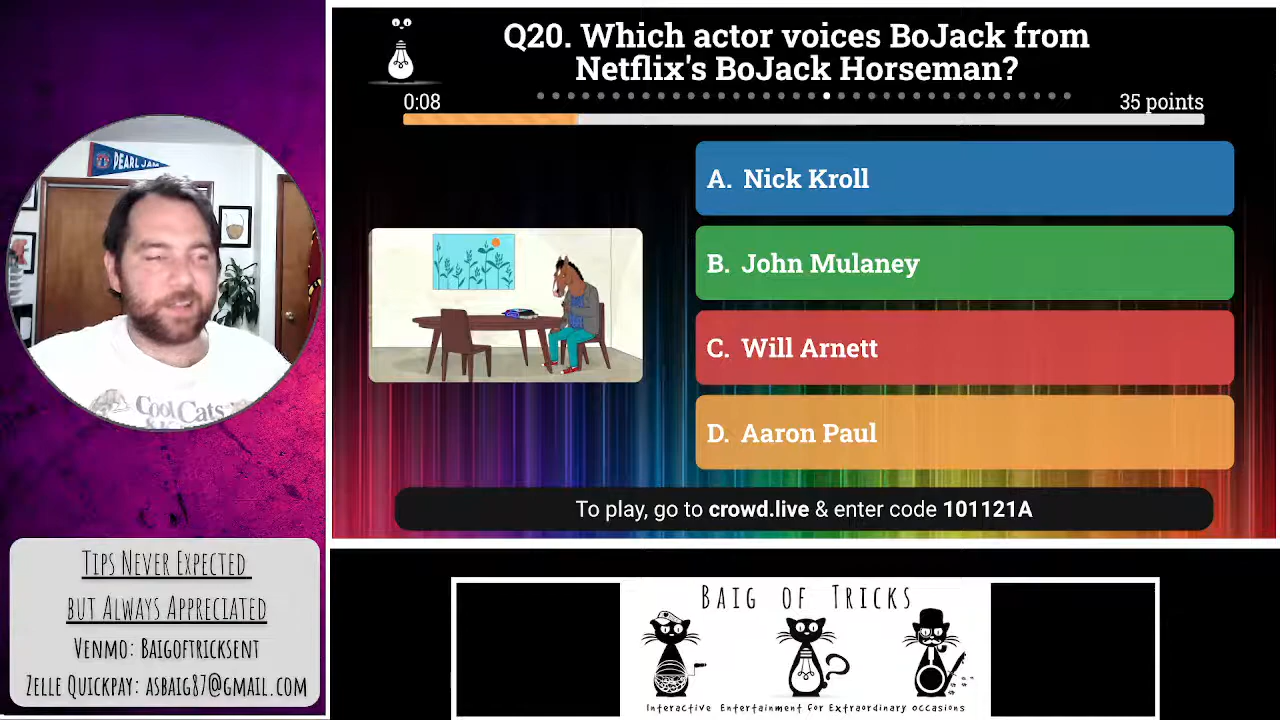 PEARL JAM
Cool Cats
Tips Never Expected
but Always Appreciated
Venmo: Baigoftricksent
Zelle Quickpay: asbaig87@gmail.com
Q20. Which actor voices BoJack from
Netflix's BoJack Horseman?
0:08
35 points
A. Nick Kroll
B. John Mulaney
C. Will Arnett
D. Aaron Paul
To play, go to crowd.live & enter code 101121A
Baig of Tricks
Interactive Entertainment for Extraordinary Occasions